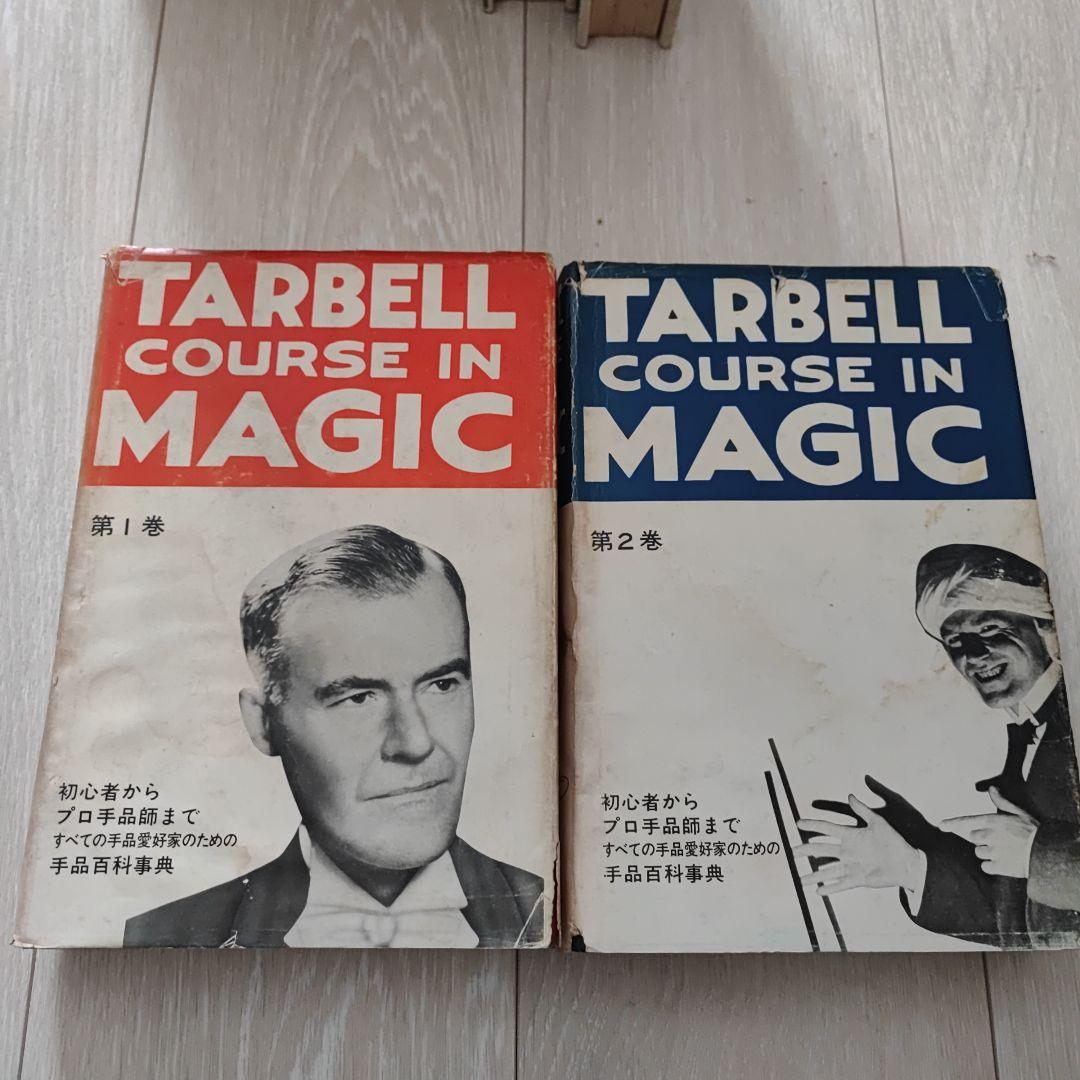 TARBELL
COURSE IN
MAGIC
第1巻
初心者から
プロ手品師まで
すべての手品愛好家のための
手品百科事典
TARBELL
COURSE IN
MAGIC
第2巻
初心者から
プロ手品師まで
すべての手品愛好家のための
手品百科事典